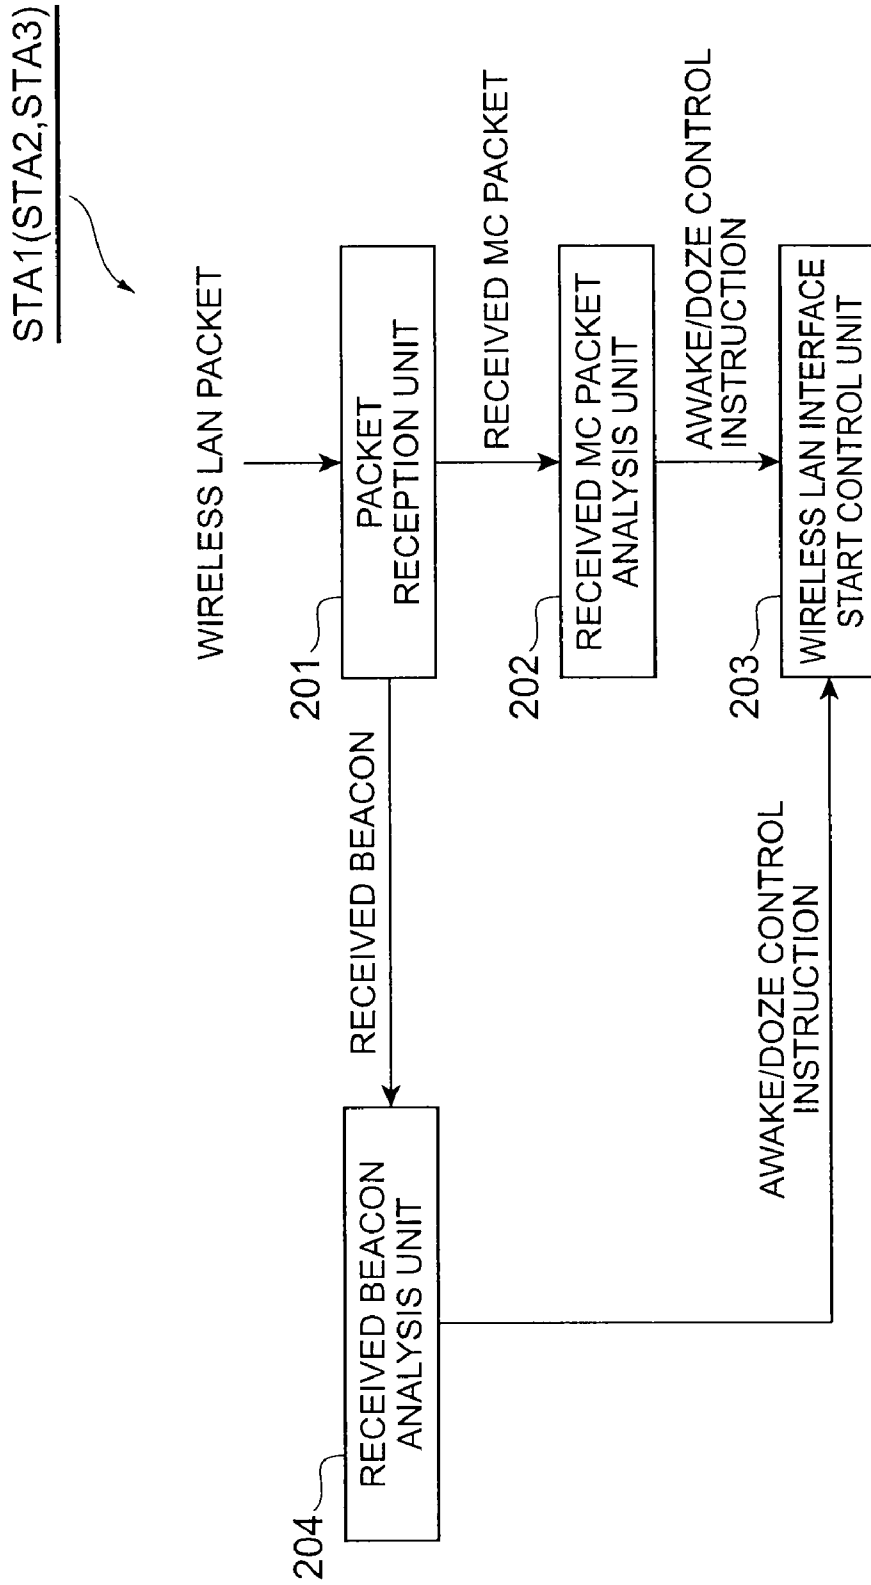 STA1(STA2,STA3)
WIRELESS LAN PACKET
201
PACKET
RECEPTION UNIT
RECEIVED BEACON
204
RECEIVED BEACON
ANALYSIS UNIT
RECEIVED MC PACKET
202
RECEIVED MC PACKET
ANALYSIS UNIT
AWAKE/DOZE CONTROL
INSTRUCTION
203
WIRELESS LAN INTERFACE
START CONTROL UNIT
AWAKE/DOZE CONTROL
INSTRUCTION